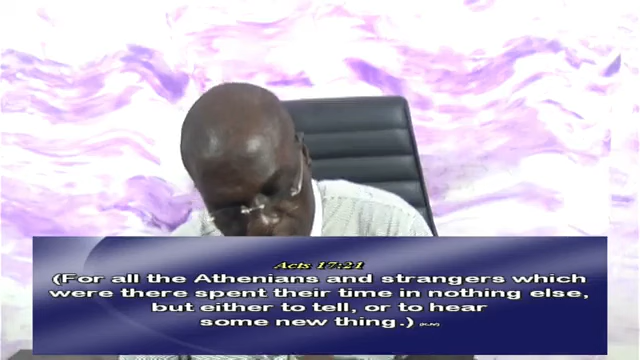 Acts 17:21
(For all the Athenians and strangers which
were there spent their time in nothing else,
but either to tell, or to hear
some new thing.) (KJV)